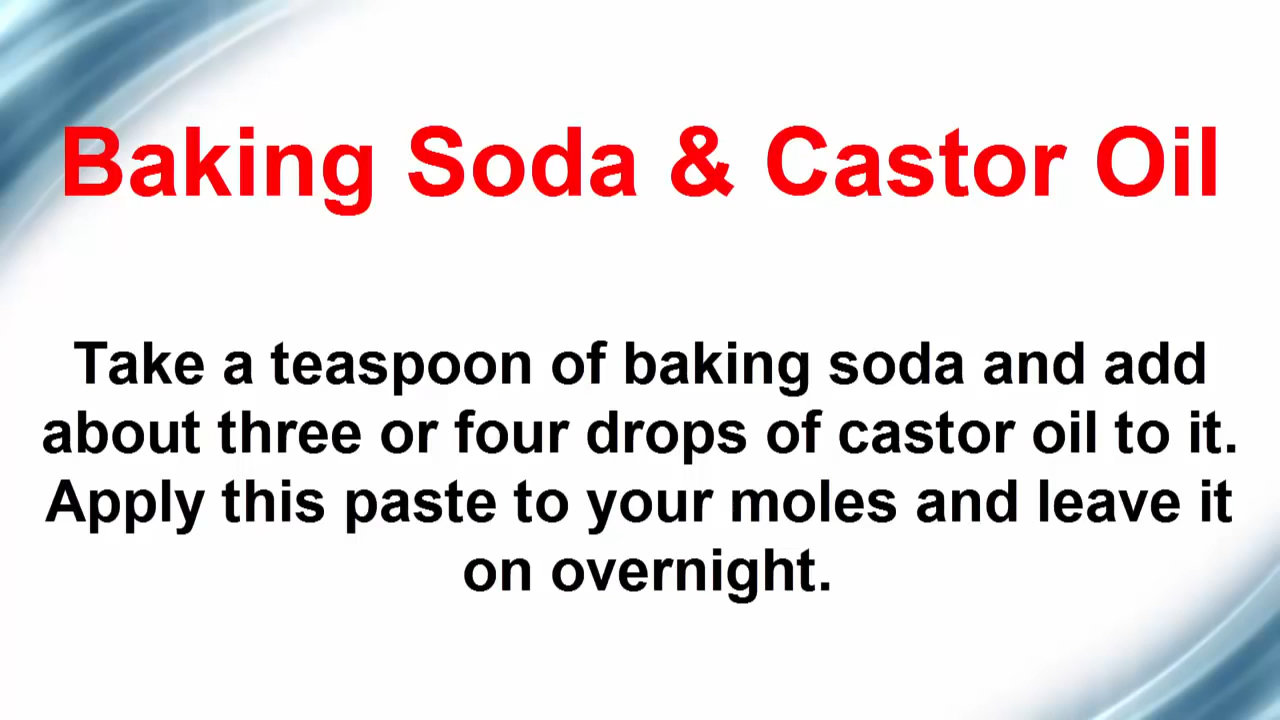 Baking Soda & Castor Oil
Take a teaspoon of baking soda and add
about three or four drops of castor oil to it.
Apply this paste to your moles and leave it
on overnight.